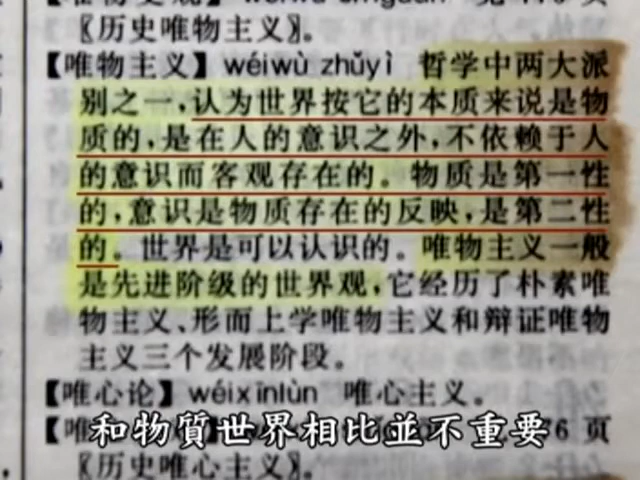 《历史唯物主义》。
【唯物主义】wéiwù zhǔyì 哲学中两大派
别之一，认为世界按它的本质来说是物
质的，是在人的意识之外，不依赖于人
的意识而客观存在的。物质是第一性
的，意识是物质存在的反映，是第二性
的。世界是可以认识的。唯物主义一般
是先进阶级的世界观，它经历了朴素唯
物主义、形而上学唯物主义和辩证唯物
主义三个发展阶段。
【唯心论】wéixīnlùn 唯心主义。
和物質世界相比並不重要
76 页
《历史唯心主义》。